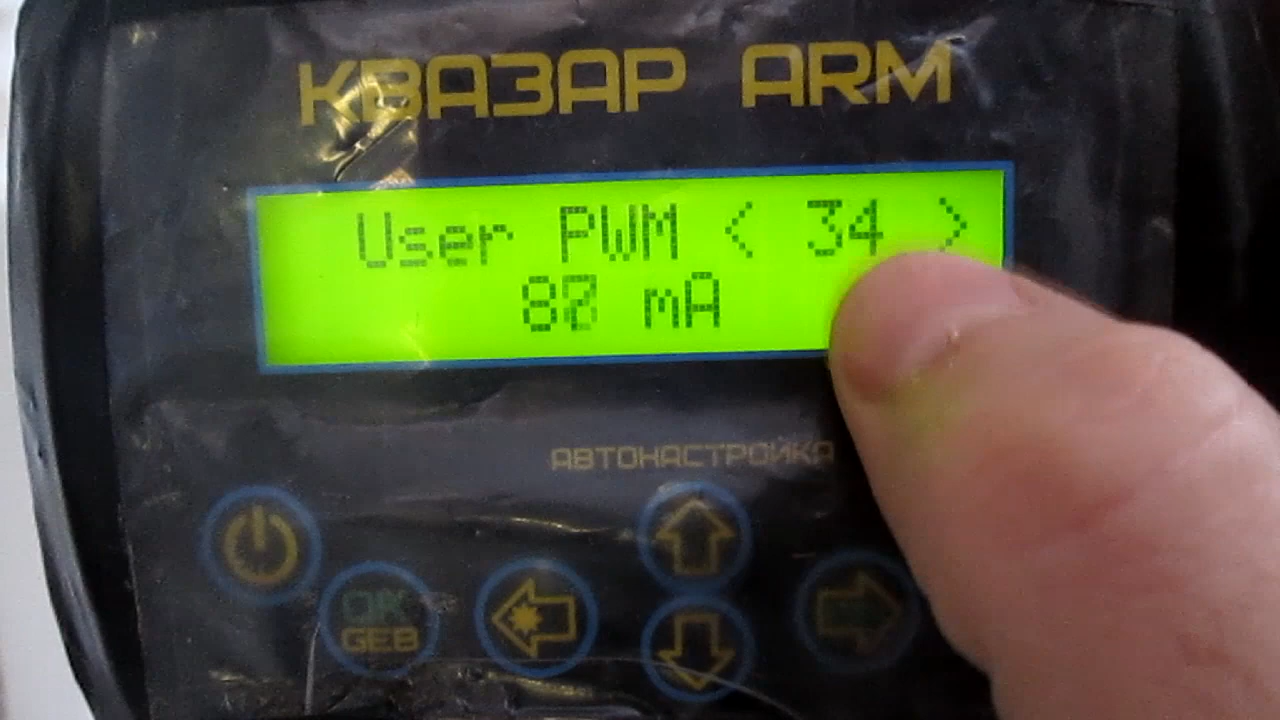 КВАЗАР ARM
User PWM < 34 >
80 mA
АВТОНАСТРОЙКА
OK
GEB